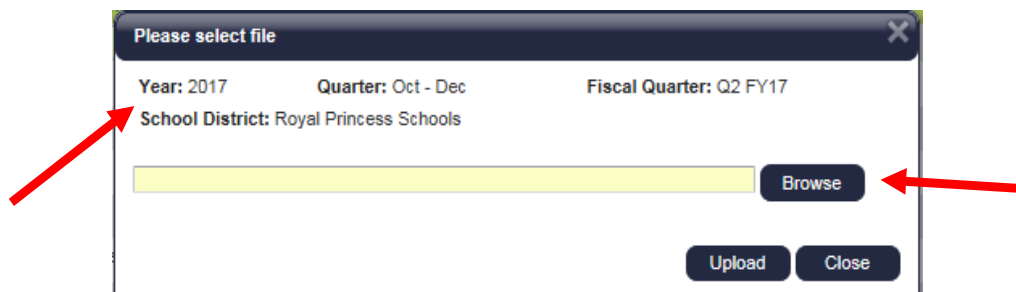 Please select file
Year: 2017 Quarter: Oct - Dec Fiscal Quarter: Q2 FY17
School District: Royal Princess Schools
Browse
Upload Close